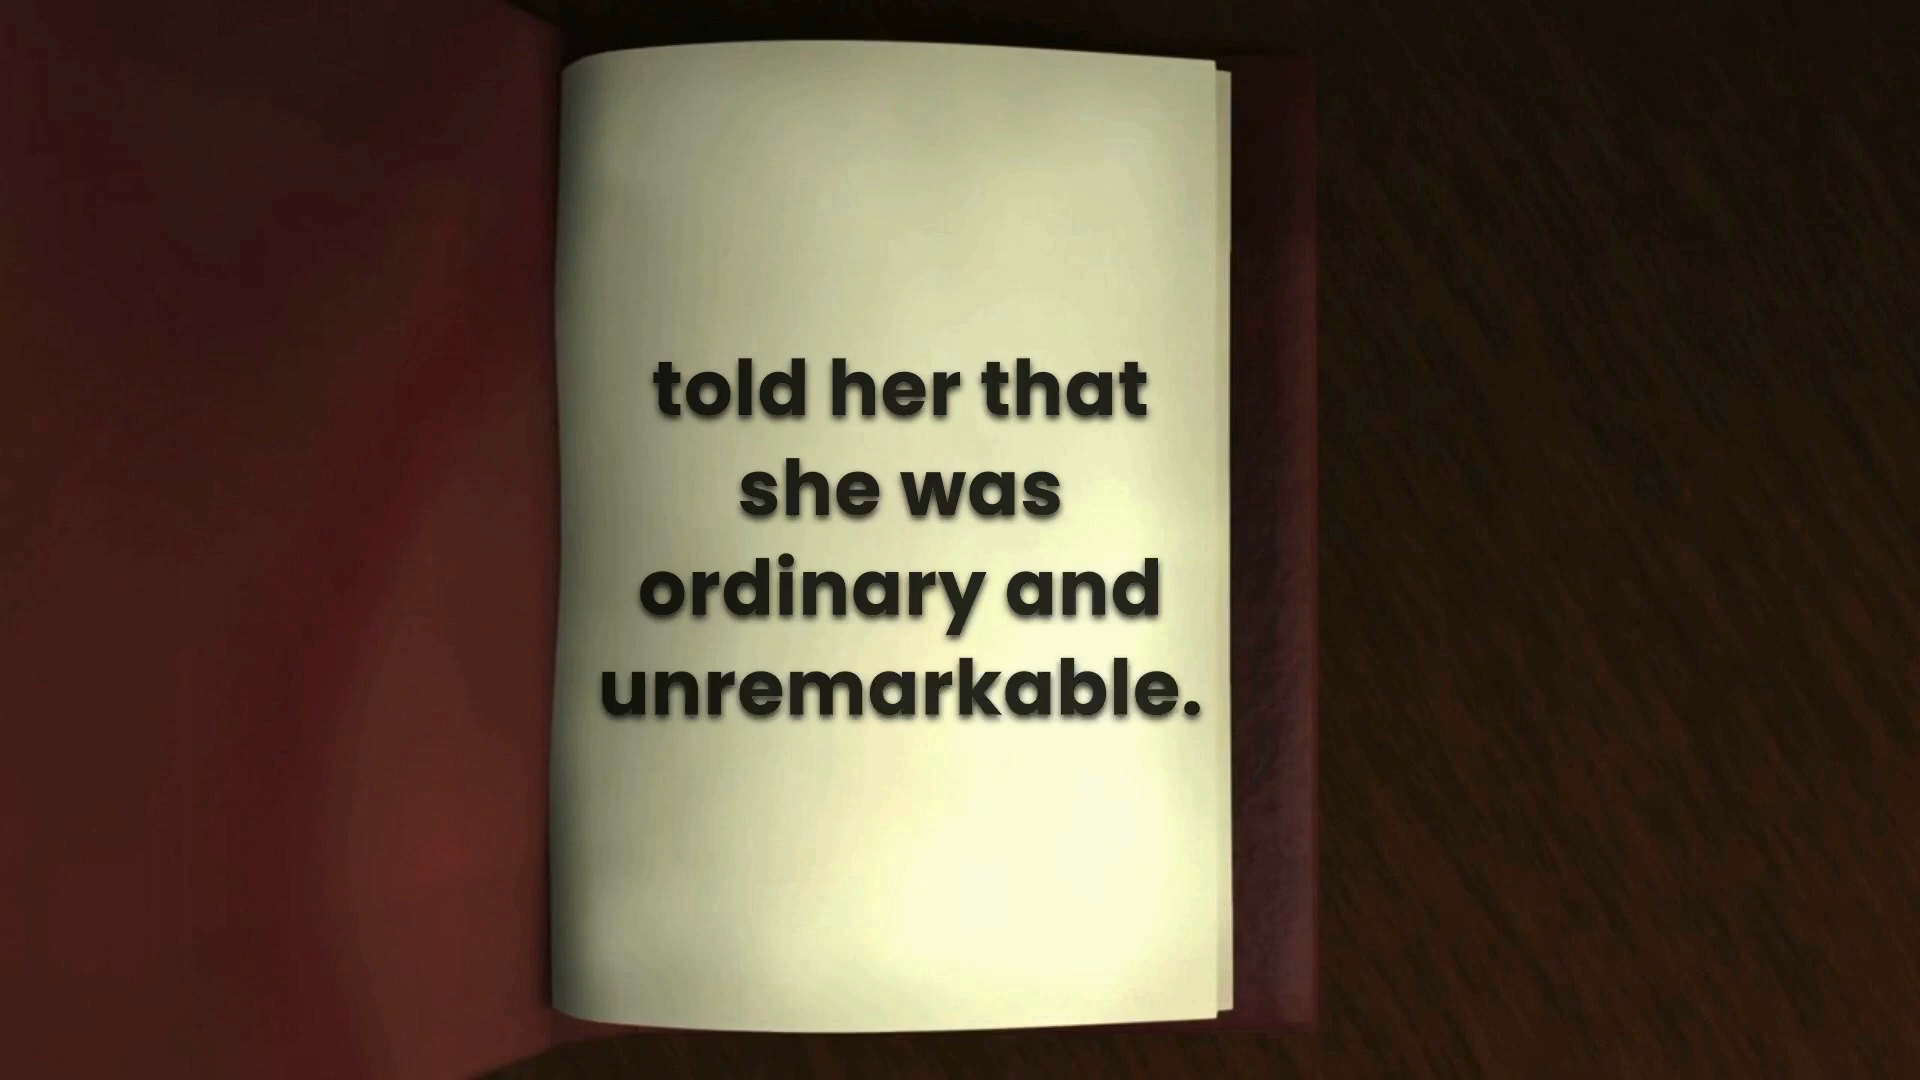 told her that
she was
ordinary and
unremarkable.